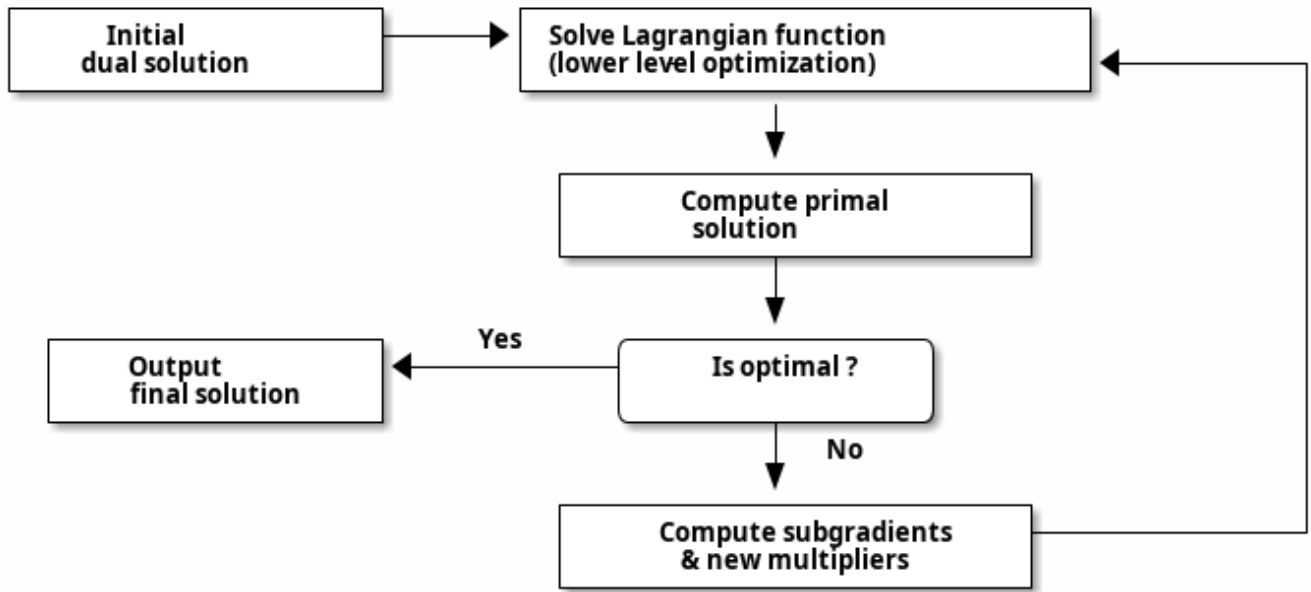 Initial
dual solution
Solve Lagrangian function
(lower level optimization)
Compute primal
solution
Is optimal ?
Yes
Output
final solution
No
Compute subgradients
& new multipliers